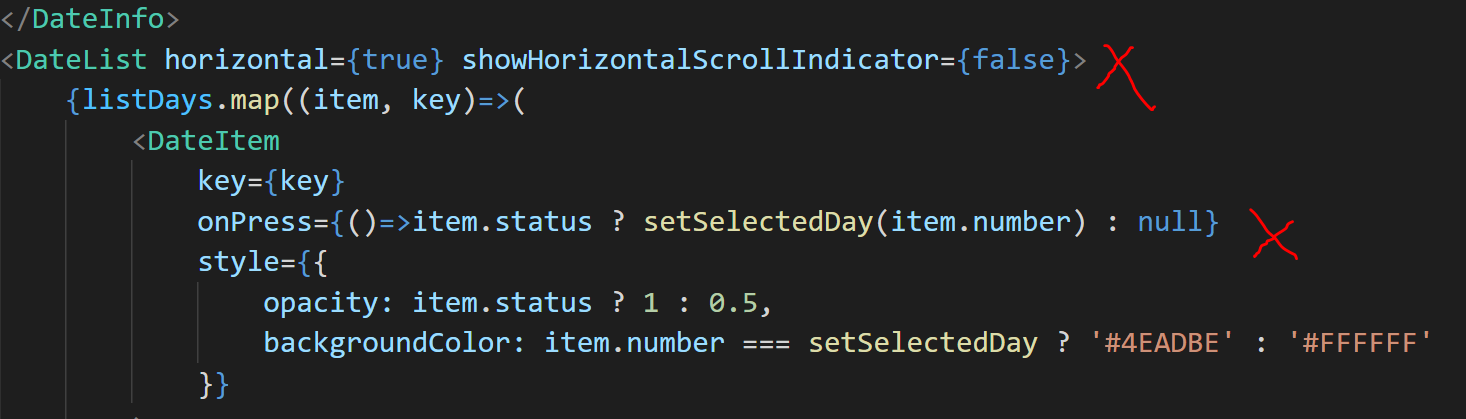 </DateInfo>
<DateList horizontal={true} showHorizontalScrollIndicator={false}>
{listDays.map((item, key)=>(
<DateItem
key={key}
onPress={()=>item.status ? setSelectedDay(item.number) : null}
style={{
opacity: item.status ? 1 : 0.5,
backgroundColor: item.number === setSelectedDay ? '#4EADBE' : '#FFFFFF'
}}